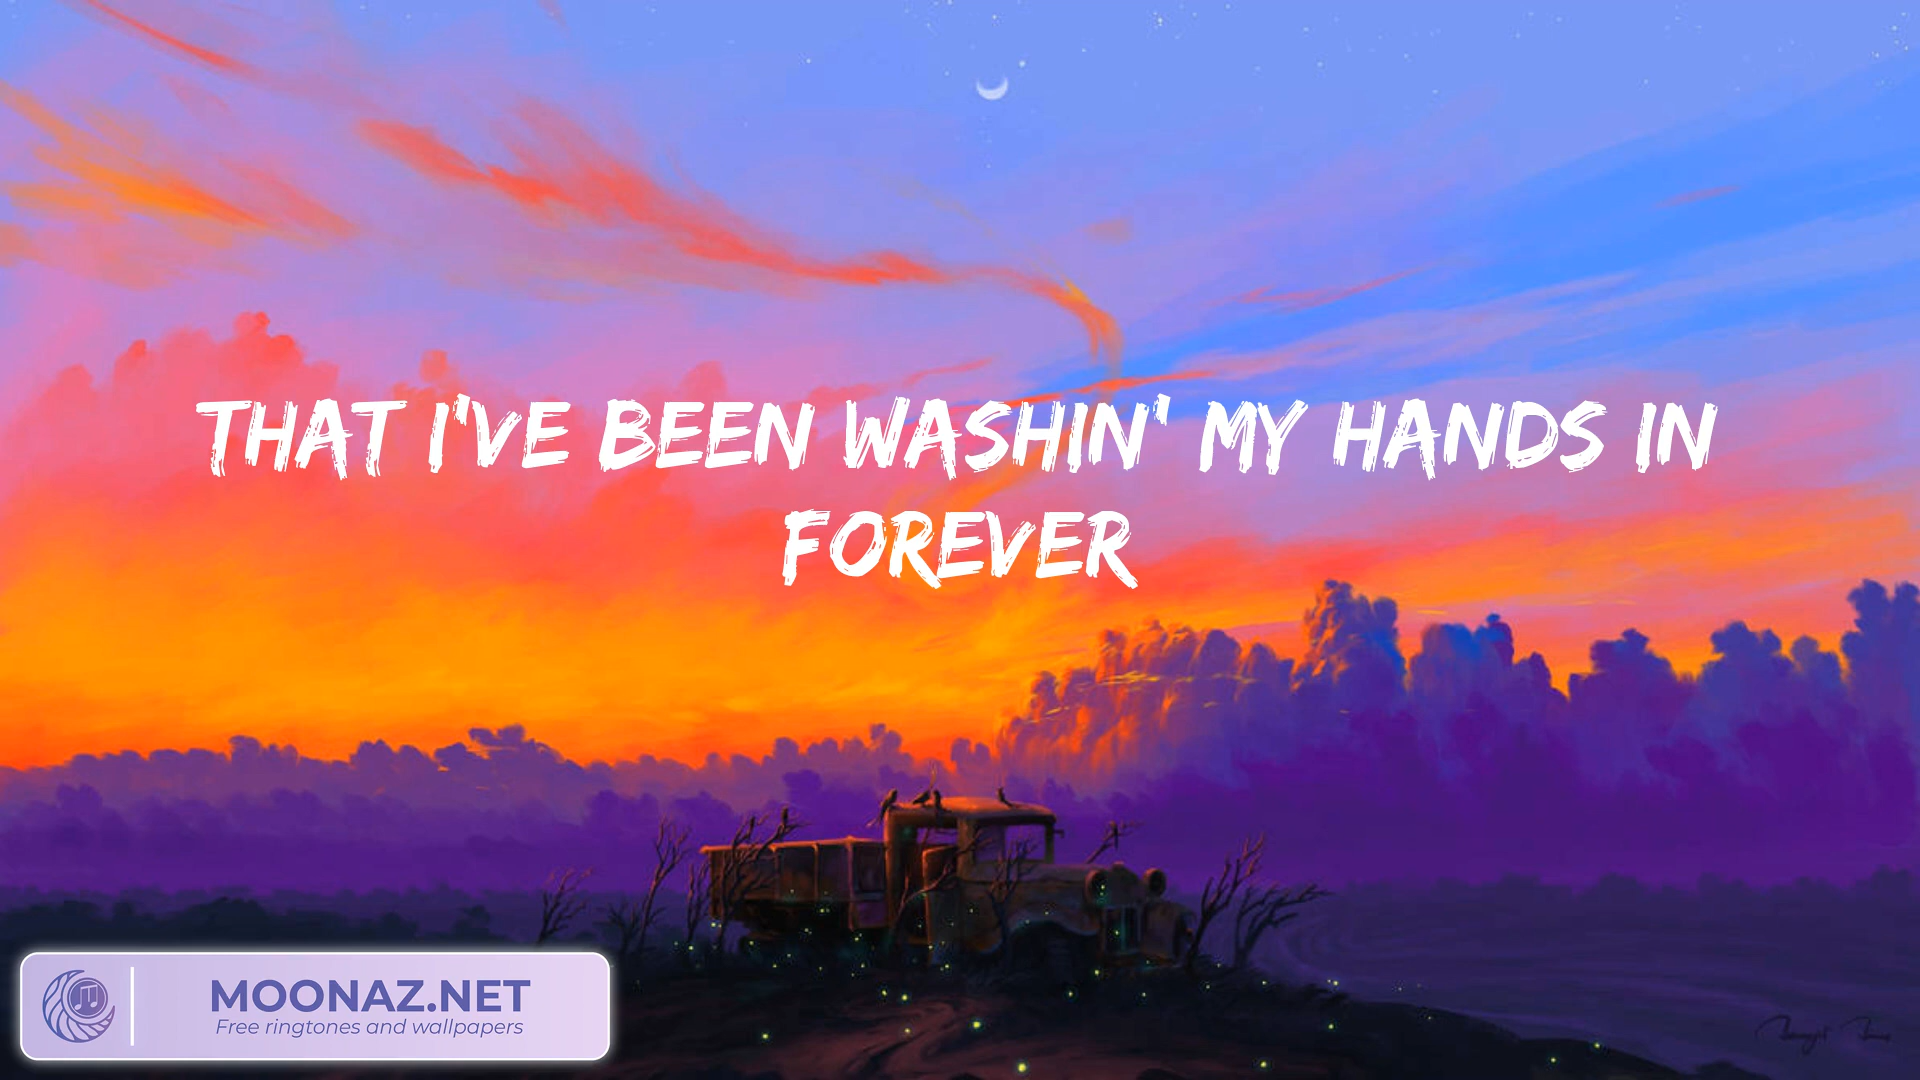 THAT I'VE BEEN WASHIN' MY HANDS IN
FOREVER
MOONAZ.NET
Free ringtones and wallpapers